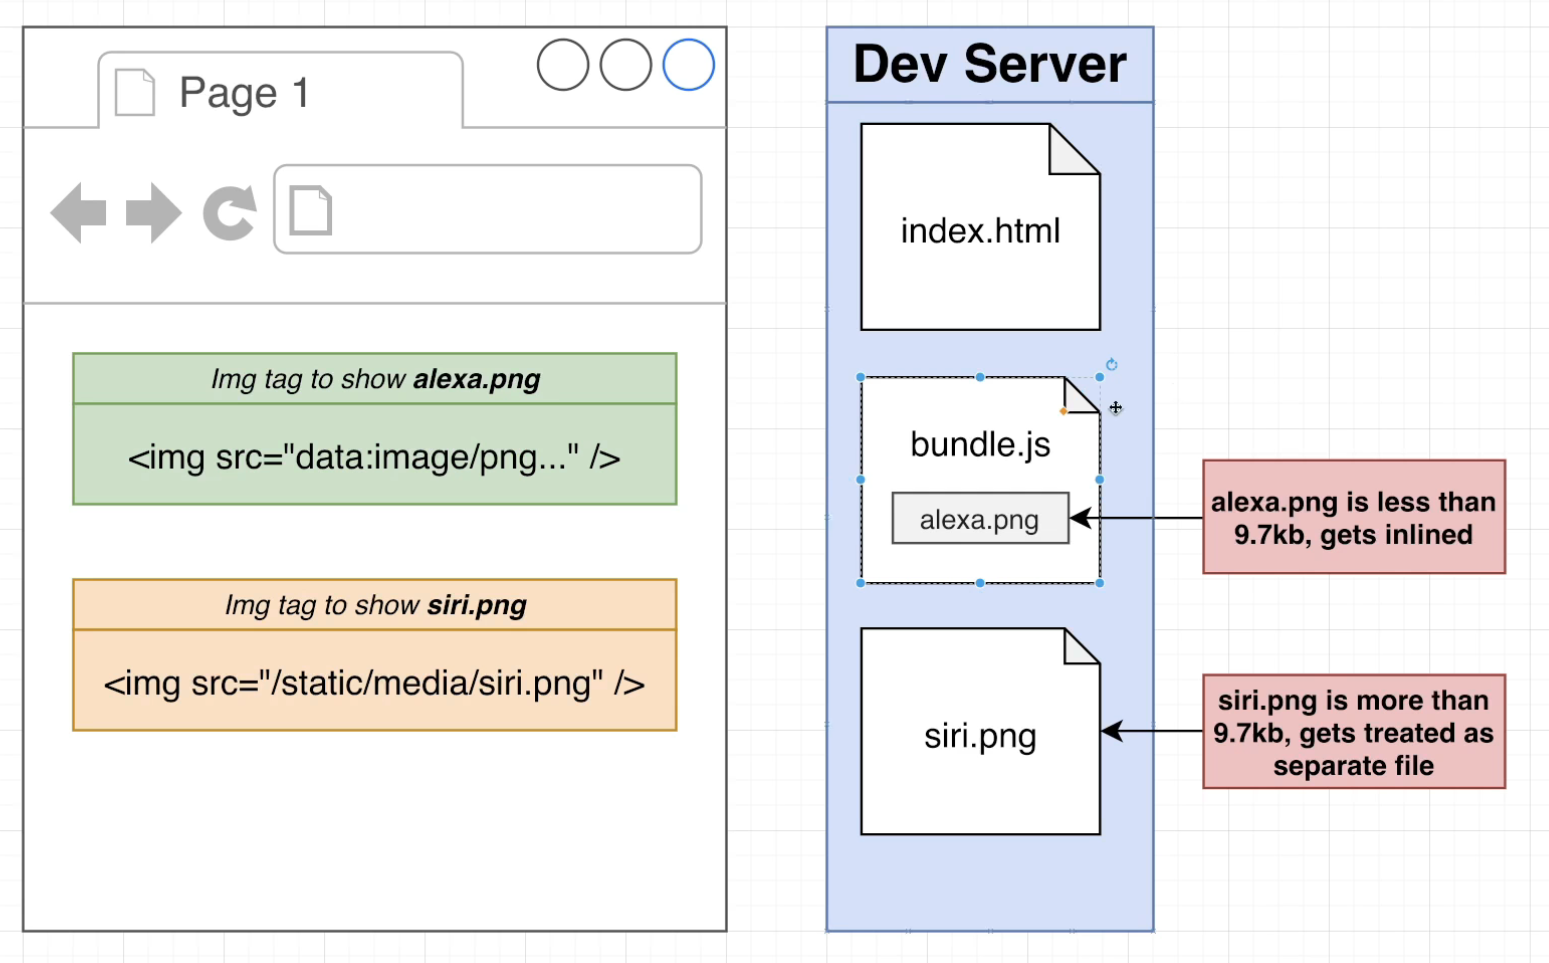 Page 1
Img tag to show alexa.png
<img src="data:image/png..." />
Img tag to show siri.png
<img src="/static/media/siri.png" />
Dev Server
index.html
bundle.js
alexa.png
siri.png
alexa.png is less than
9.7kb, gets inlined
siri.png is more than
9.7kb, gets treated as
separate file